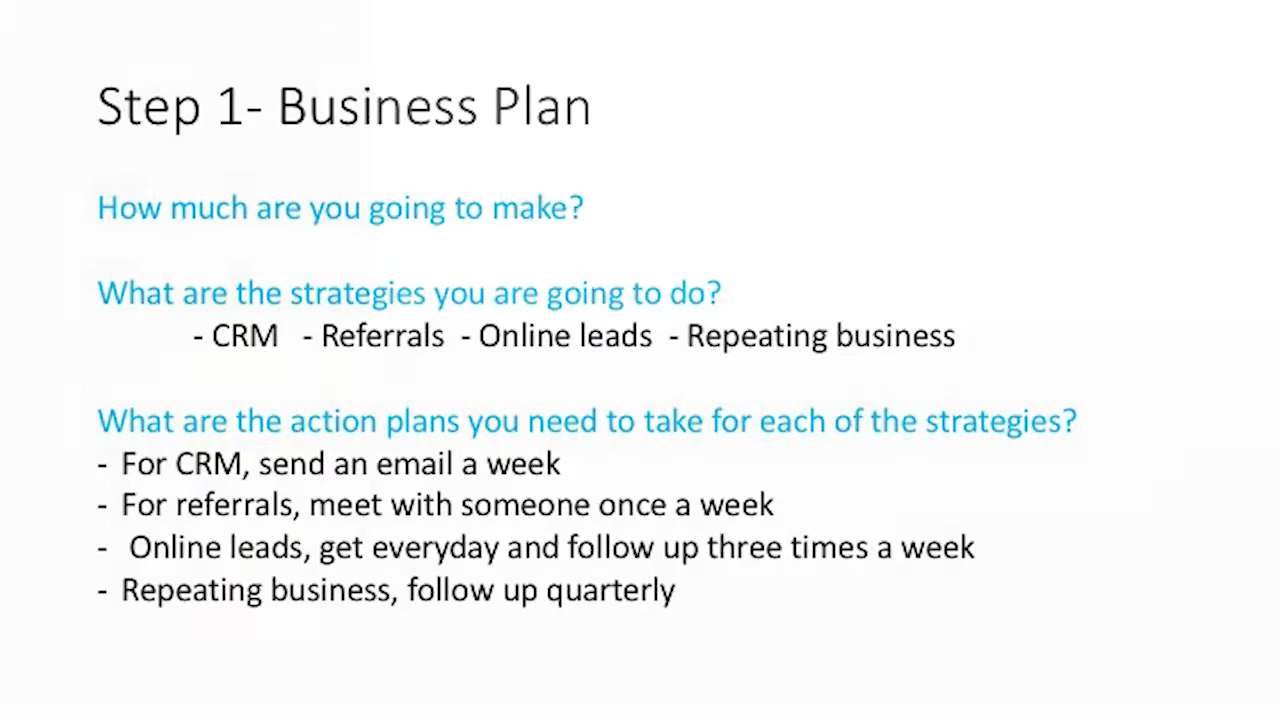 Step 1- Business Plan
How much are you going to make?
What are the strategies you are going to do?
- CRM - Referrals - Online leads - Repeating business
What are the action plans you need to take for each of the strategies?
- For CRM, send an email a week
- For referrals, meet with someone once a week
- Online leads, get everyday and follow up three times a week
- Repeating business, follow up quarterly